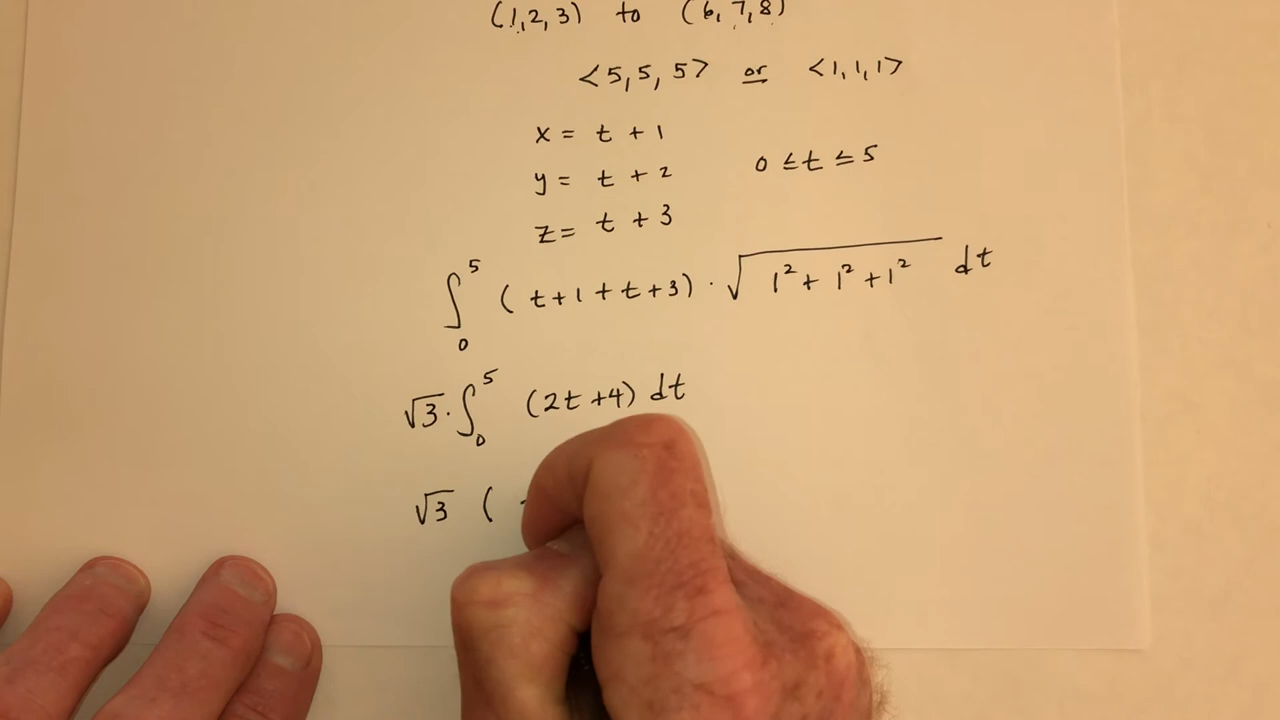 (1,2,3) to (6,7,8)
<5,5,5> or <1,1,1>
x = t + 1
y = t + 2
0 ≤ t ≤ 5
z = t + 3
∫₀⁵ (t+1+t+3) · √(1²+1²+1²) dt
√3 · ∫₀⁵ (2t+4) dt
√3 (